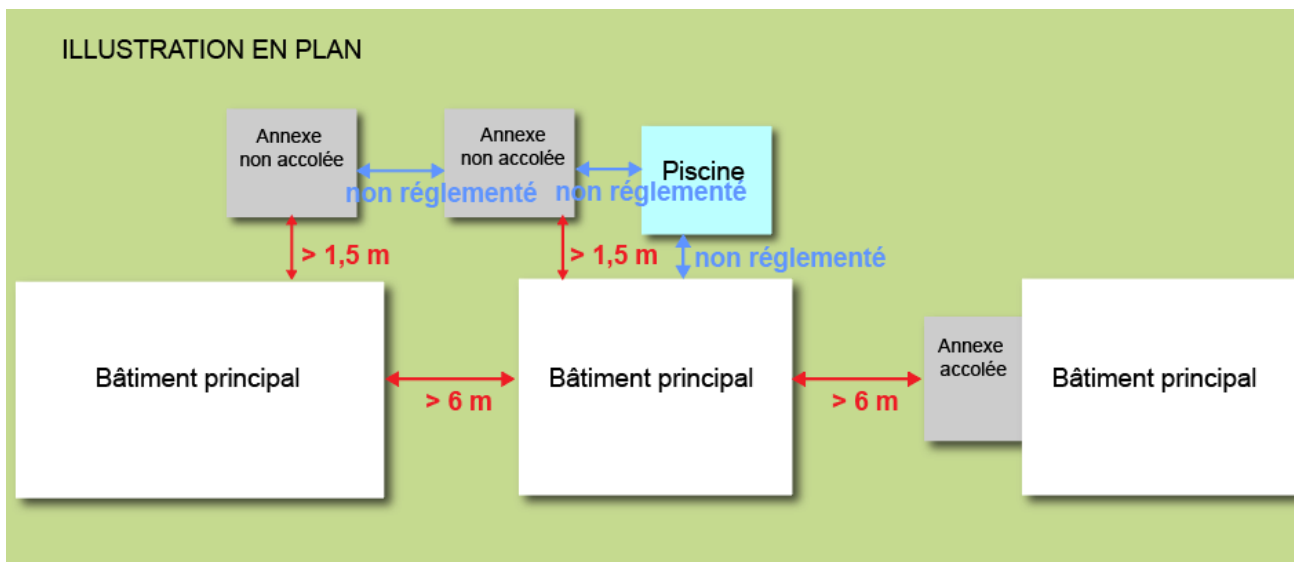 ILLUSTRATION EN PLAN
Annexe
non accolée
Annexe
non accolée
Piscine
non réglementé
non réglementé
> 1,5 m
> 1,5 m
non réglementé
Bâtiment principal
> 6 m
Bâtiment principal
> 6 m
Annexe
accolée
Bâtiment principal